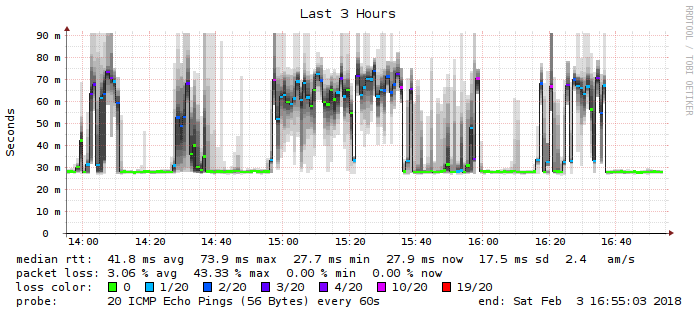 Last 3 Hours
RRDTOOL / TOBI OETIKER
Seconds
90 m
80 m
70 m
60 m
50 m
40 m
30 m
20 m
10 m
0
14:00 14:20 14:40 15:00 15:20 15:40 16:00 16:20 16:40
median rtt: 41.8 ms avg 73.9 ms max 27.7 ms min 27.9 ms now 17.5 ms sd 2.4 am/s
packet loss: 3.06 % avg 43.33 % max 0.00 % min 0.00 % now
loss color: 0 1/20 2/20 3/20 4/20 10/20 19/20
probe: 20 ICMP Echo Pings (56 Bytes) every 60s end: Sat Feb 3 16:55:03 2018